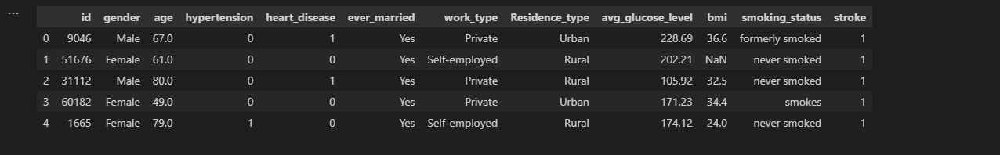 ...
id gender age hypertension heart_disease ever_married work_type Residence_type avg_glucose_level bmi smoking_status stroke
0 9046 Male 67.0 0 1 Yes Private Urban 228.69 36.6 formerly smoked 1
1 51676 Female 61.0 0 0 Yes Self-employed Rural 202.21 NaN never smoked 1
2 31112 Male 80.0 0 1 Yes Private Rural 105.92 32.5 never smoked 1
3 60182 Female 49.0 0 0 Yes Private Urban 171.23 34.4 smokes 1
4 1665 Female 79.0 1 0 Yes Self-employed Rural 174.12 24.0 never smoked 1